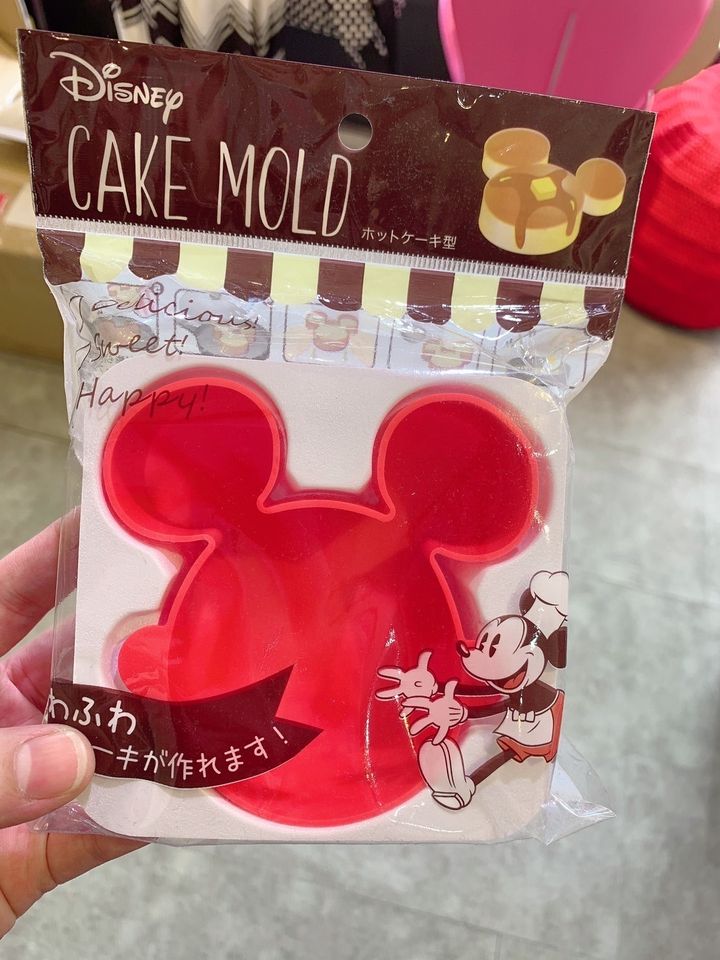 Disney
CAKE MOLD
ホットケーキ型
Delicious!
Sweet!
Happy!
わふわ
ーキが作れます!